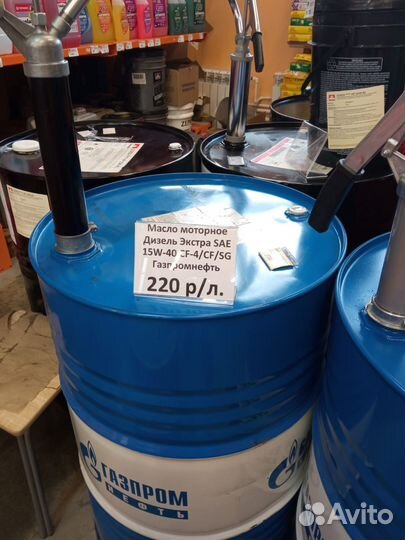 Масло моторное
Дизель Экстра SAE
15W-40 CF-4/CF/SG
Газпромнефть
220 р/л.
ГАЗПРОМ
НЕФТЬ
Avito